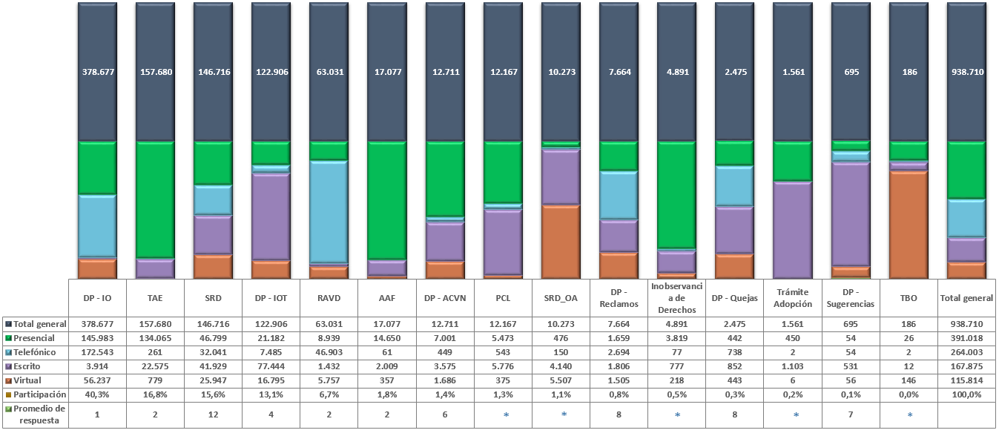 378.677 157.680 146.716 122.906 63.031 17.077 12.711 12.167 10.273 7.664 4.891 2.475 1.561 695 186 938.710
DP - IO TAE SRD DP - IOT RAVD AAF DP - ACVN PCL SRD_OA DP - Reclamos Inobservancia de Derechos DP - Quejas Trámite Adopción DP - Sugerencias TBO Total general
Total general 378.677 157.680 146.716 122.906 63.031 17.077 12.711 12.167 10.273 7.664 4.891 2.475 1.561 695 186 938.710
Presencial 145.983 134.065 46.799 21.182 8.939 14.650 7.001 5.473 476 1.659 3.819 442 450 54 26 391.018
Telefónico 172.543 261 32.041 7.485 46.903 61 449 543 150 2.694 77 738 2 54 2 264.003
Escrito 3.914 22.575 41.929 77.444 1.432 2.009 3.575 5.776 4.140 1.806 777 852 1.103 531 12 167.875
Virtual 56.237 779 25.947 16.795 5.757 357 1.686 375 5.507 1.505 218 443 6 56 146 115.814
Participación 40,3% 16,8% 15,6% 13,1% 6,7% 1,8% 1,4% 1,3% 1,1% 0,8% 0,5% 0,3% 0,2% 0,1% 0,0% 100,0%
Promedio de respuesta 1 2 12 4 2 2 6 * * 8 * 8 * 7 *